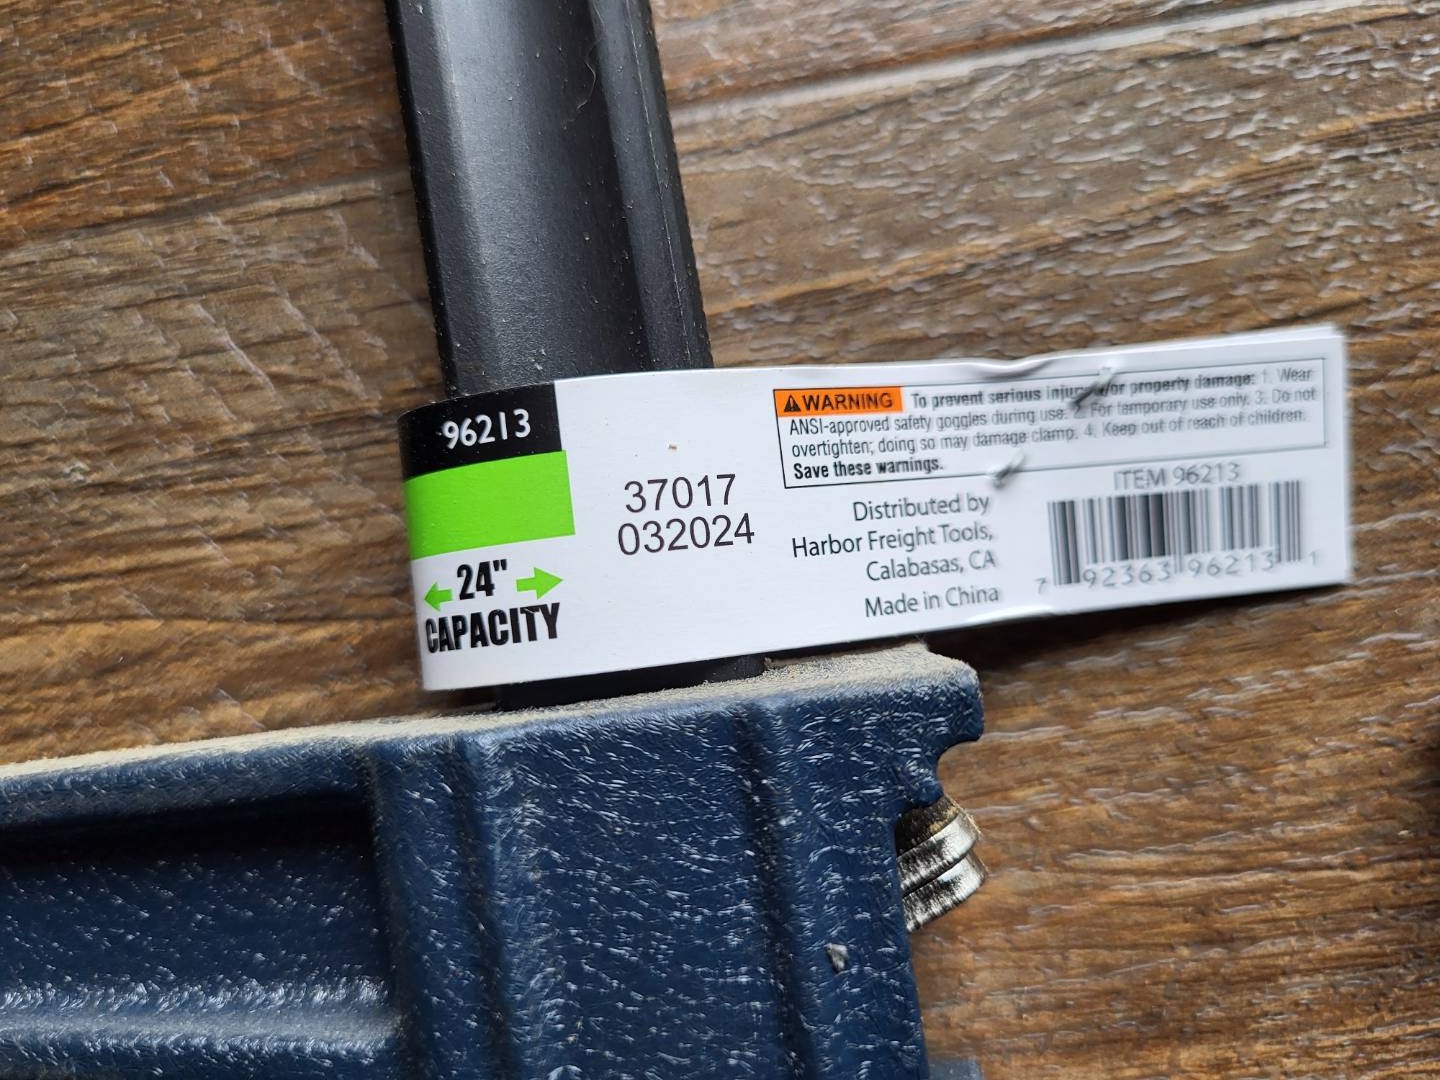 96213
24"
CAPACITY
37017
032024
WARNING To prevent serious injury and/or property damage: 1. Wear
ANSI-approved safety goggles during use. 2. For temporary use only. 3. Do not
overtighten; doing so may damage clamp. 4. Keep out of reach of children.
Save these warnings.
Distributed by
Harbor Freight Tools,
Calabasas, CA
Made in China
ITEM 96213
7 92363 96213 1